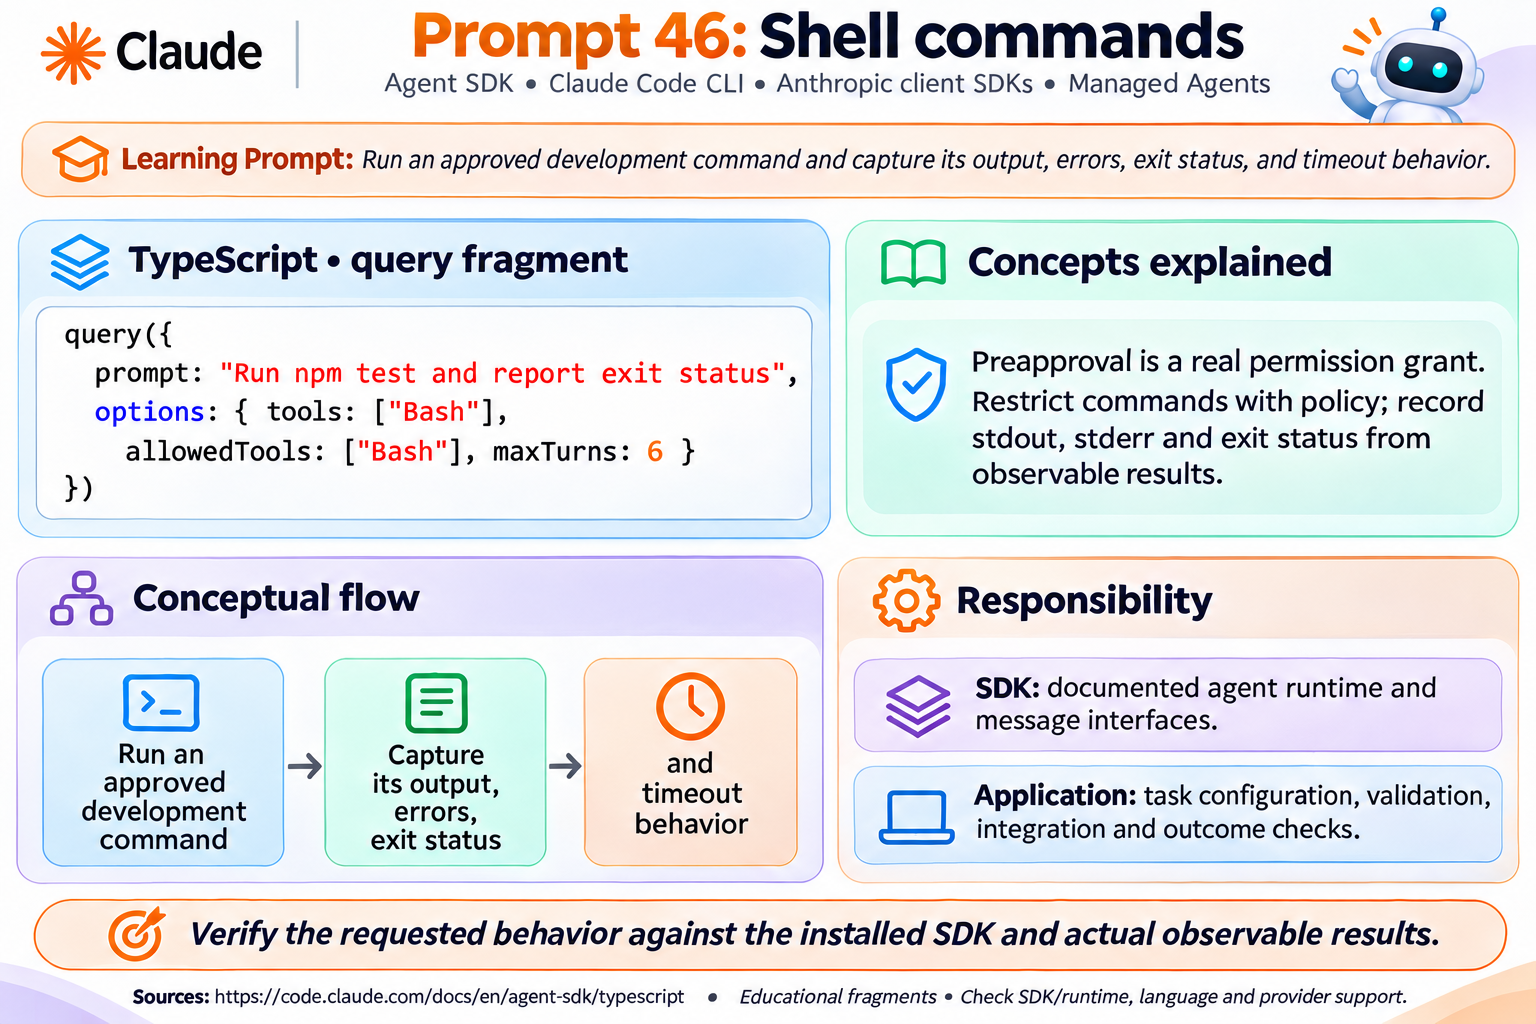 Claude
Prompt 46: Shell commands
Agent SDK • Claude Code CLI • Anthropic client SDKs • Managed Agents
Learning Prompt: Run an approved development command and capture its output, errors, exit status, and timeout behavior.
TypeScript • query fragment
query({
  prompt: "Run npm test and report exit status",
  options: { tools: ["Bash"],
    allowedTools: ["Bash"], maxTurns: 6 }
})
Concepts explained
Preapproval is a real permission grant.
Restrict commands with policy; record
stdout, stderr and exit status from
observable results.
Conceptual flow
Run an
approved
development
command
Capture
its output,
errors,
exit status
and
timeout
behavior
Responsibility
SDK: documented agent runtime and
message interfaces.
Application: task configuration, validation,
integration and outcome checks.
Verify the requested behavior against the installed SDK and actual observable results.
Sources: https://code.claude.com/docs/en/agent-sdk/typescript • Educational fragments • Check SDK/runtime, language and provider support.